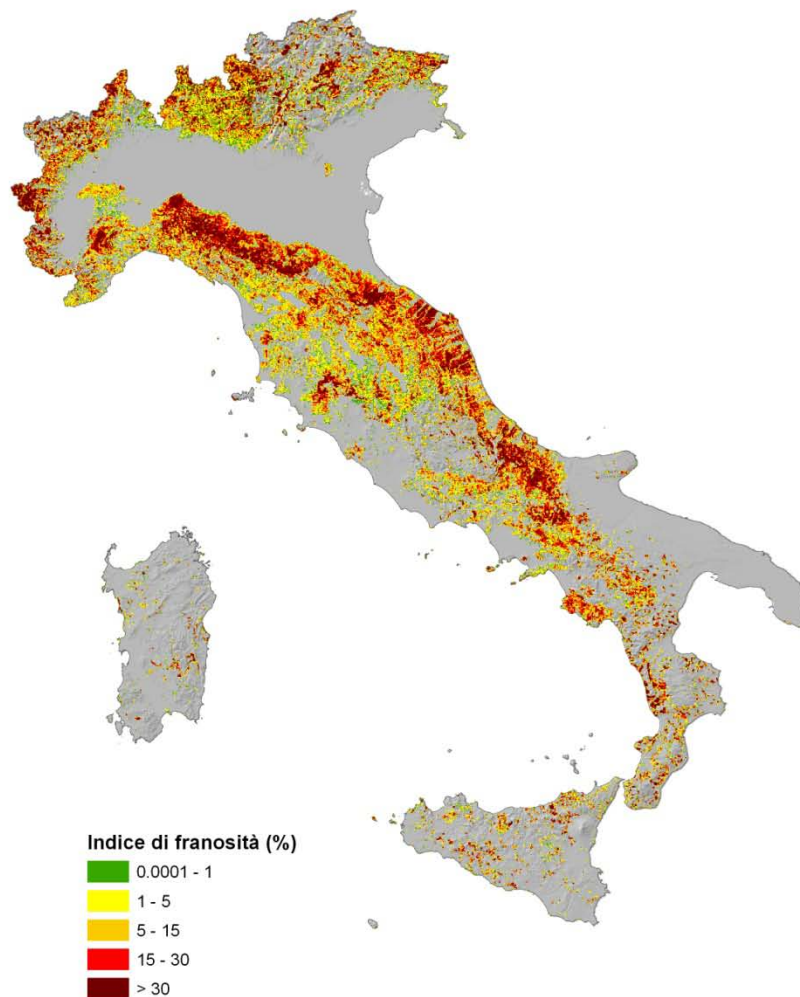 Indice di franosità (%)
0.0001 - 1
1 - 5
5 - 15
15 - 30
> 30